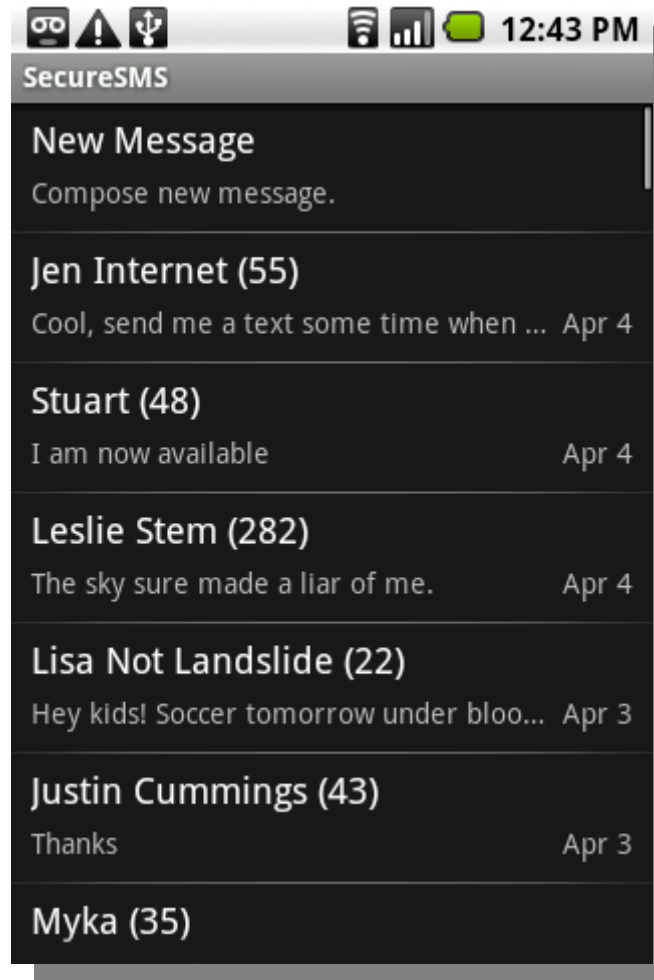 12:43 PM
SecureSMS
New Message
Compose new message.
Jen Internet (55)
Cool, send me a text some time when ... Apr 4
Stuart (48)
I am now available Apr 4
Leslie Stem (282)
The sky sure made a liar of me. Apr 4
Lisa Not Landslide (22)
Hey kids! Soccer tomorrow under bloo... Apr 3
Justin Cummings (43)
Thanks Apr 3
Myka (35)